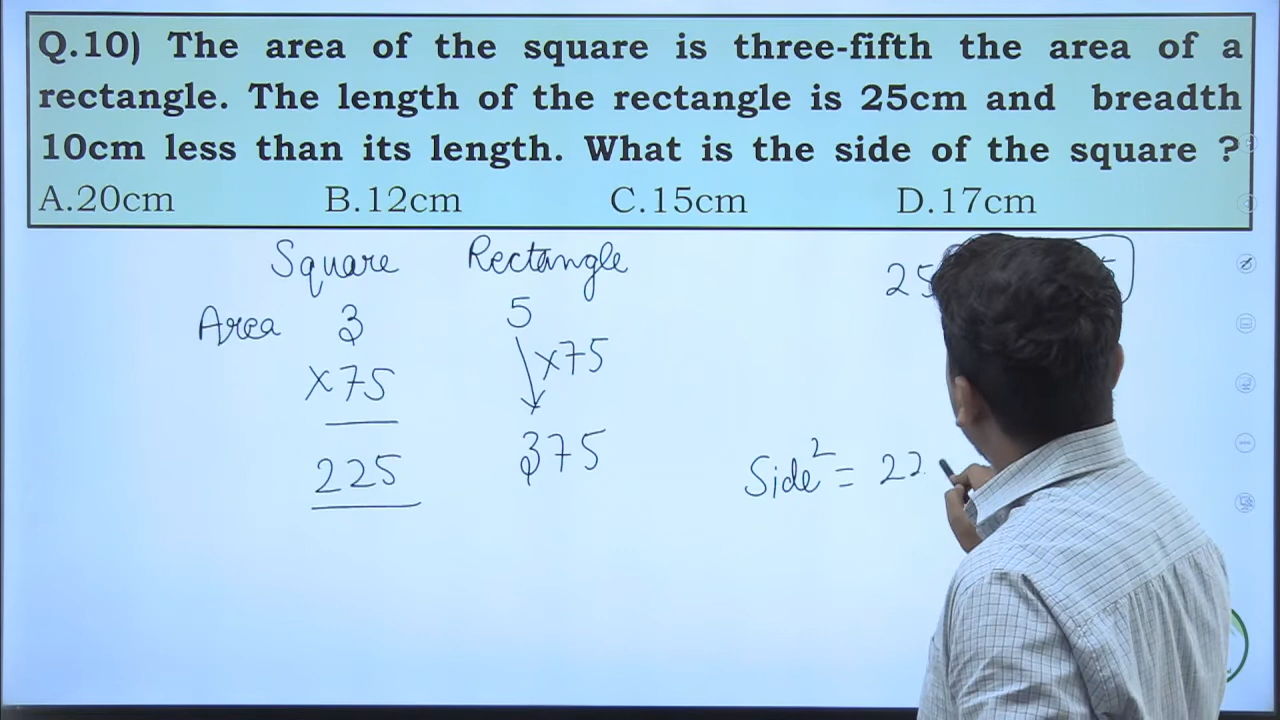 Q.10) The area of the square is three-fifth the area of a
rectangle. The length of the rectangle is 25cm and breadth
10cm less than its length. What is the side of the square ?
A.20cm B.12cm C.15cm D.17cm
Square Rectangle
25
Area 3 5
×75 ×75
225 375
Side² = 22